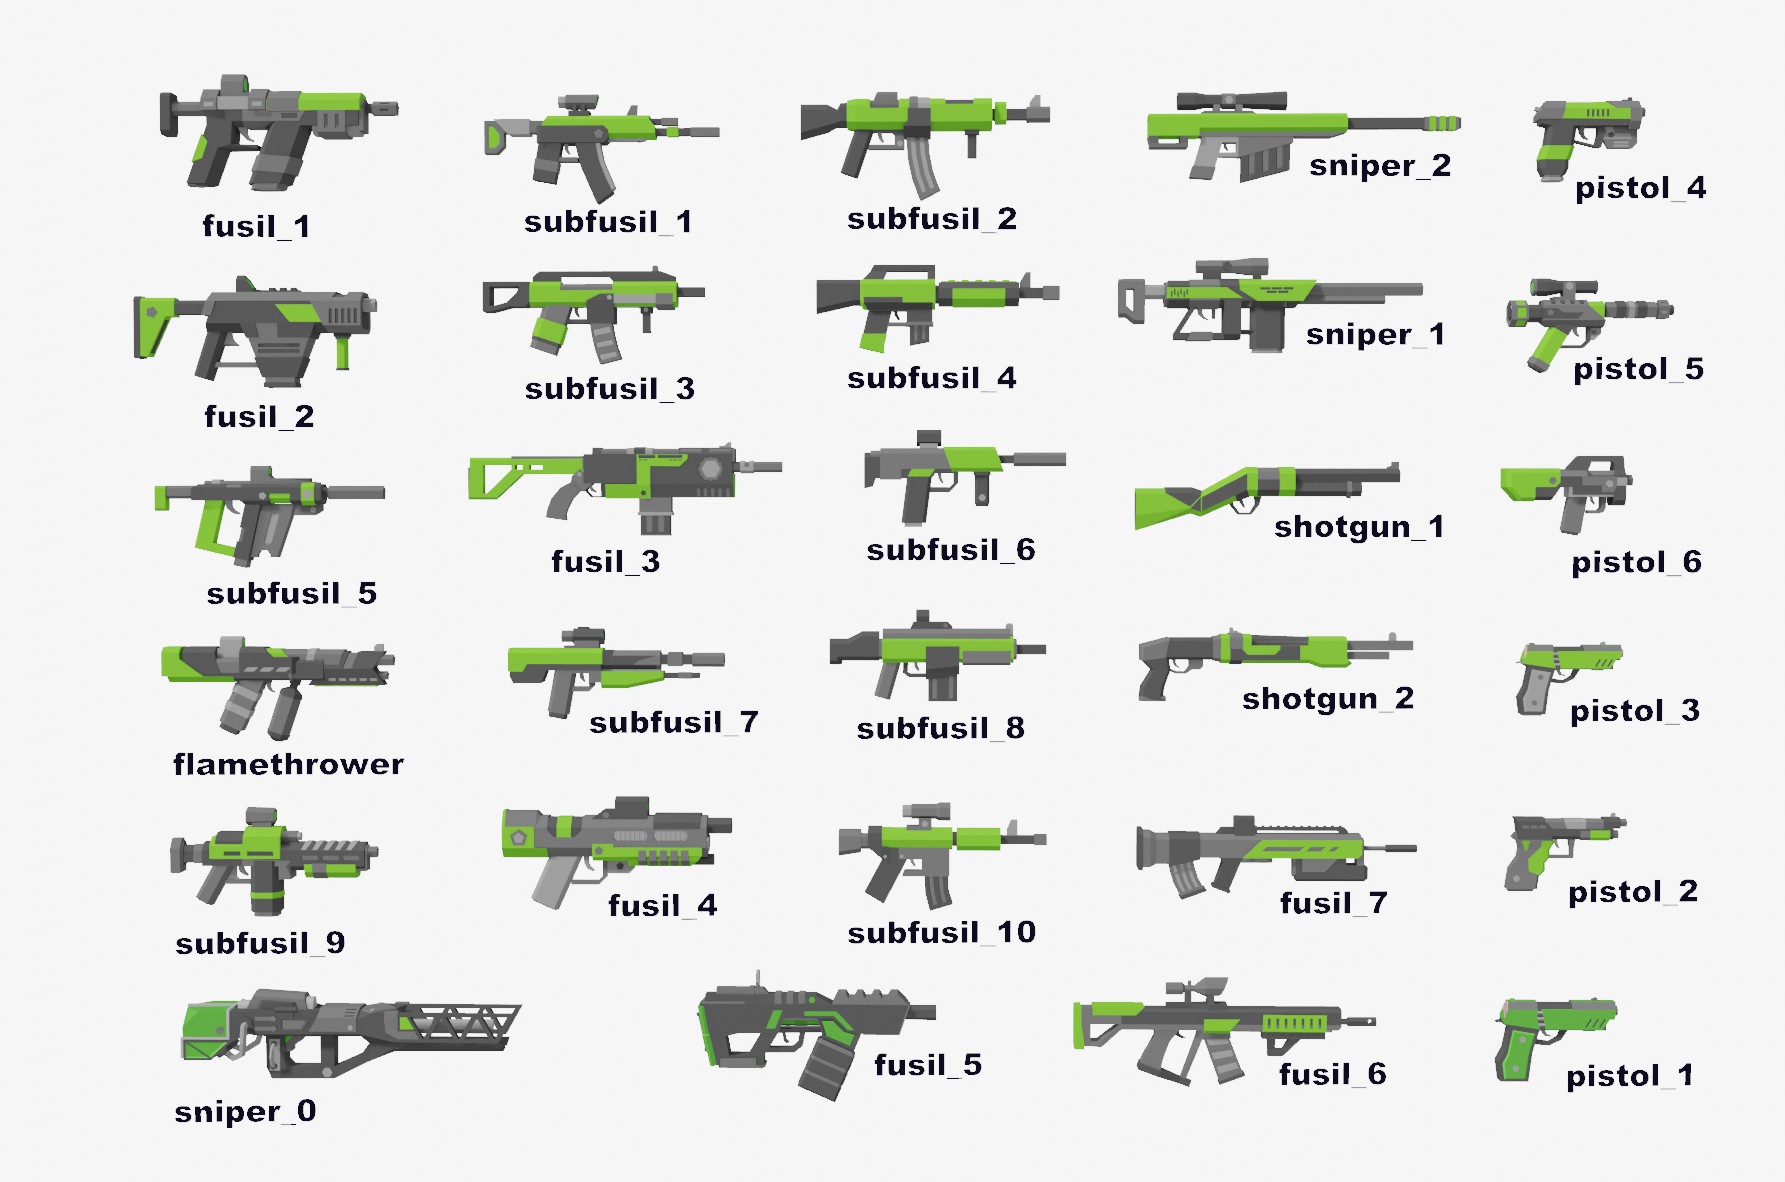 fusil_1
subfusil_1
subfusil_2
sniper_2
pistol_4
fusil_2
subfusil_3
subfusil_4
sniper_1
pistol_5
subfusil_5
fusil_3
subfusil_6
shotgun_1
pistol_6
flamethrower
subfusil_7
subfusil_8
shotgun_2
pistol_3
subfusil_9
fusil_4
subfusil_10
fusil_7
pistol_2
sniper_0
fusil_5
fusil_6
pistol_1